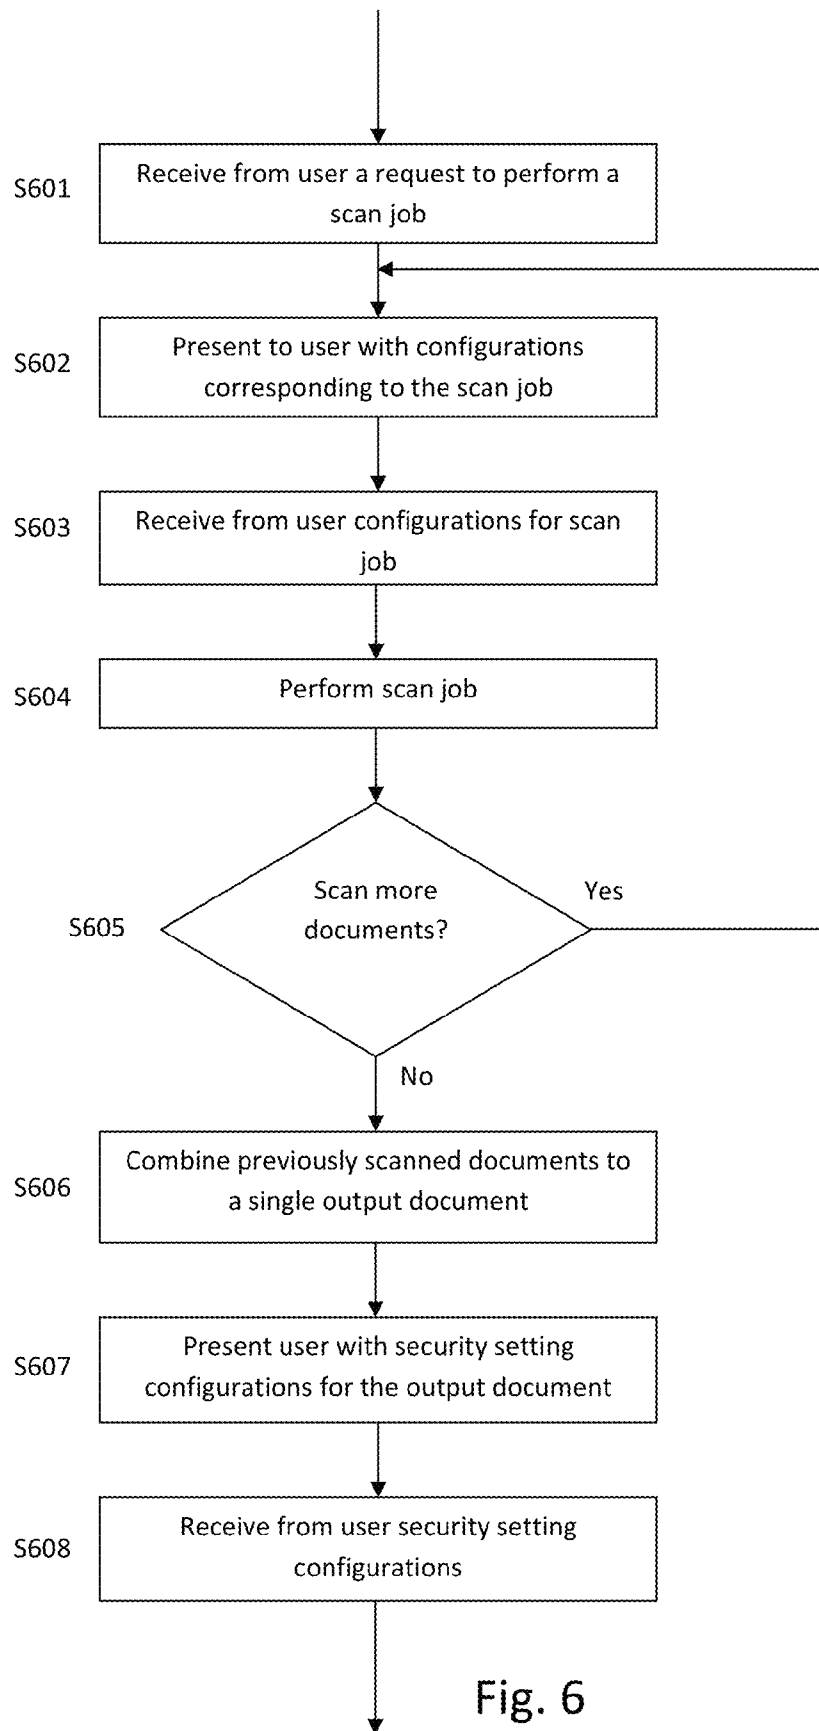 S601
Receive from user a request to perform a
scan job
S602
Present to user with configurations
corresponding to the scan job
S603
Receive from user configurations for scan
job
S604
Perform scan job
S605
Scan more
documents?
Yes
No
S606
Combine previously scanned documents to
a single output document
S607
Present user with security setting
configurations for the output document
S608
Receive from user security setting
configurations
Fig. 6